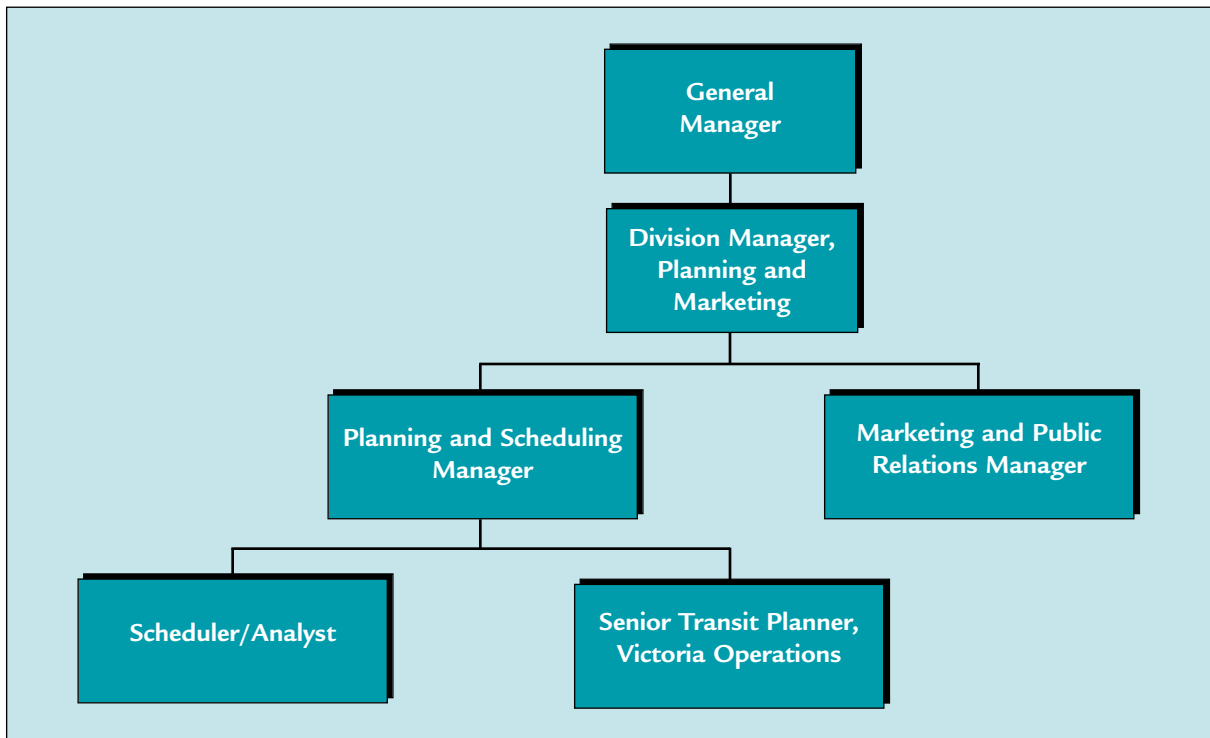 General
Manager
Division Manager,
Planning and
Marketing
Planning and Scheduling
Manager
Marketing and Public
Relations Manager
Scheduler/Analyst
Senior Transit Planner,
Victoria Operations